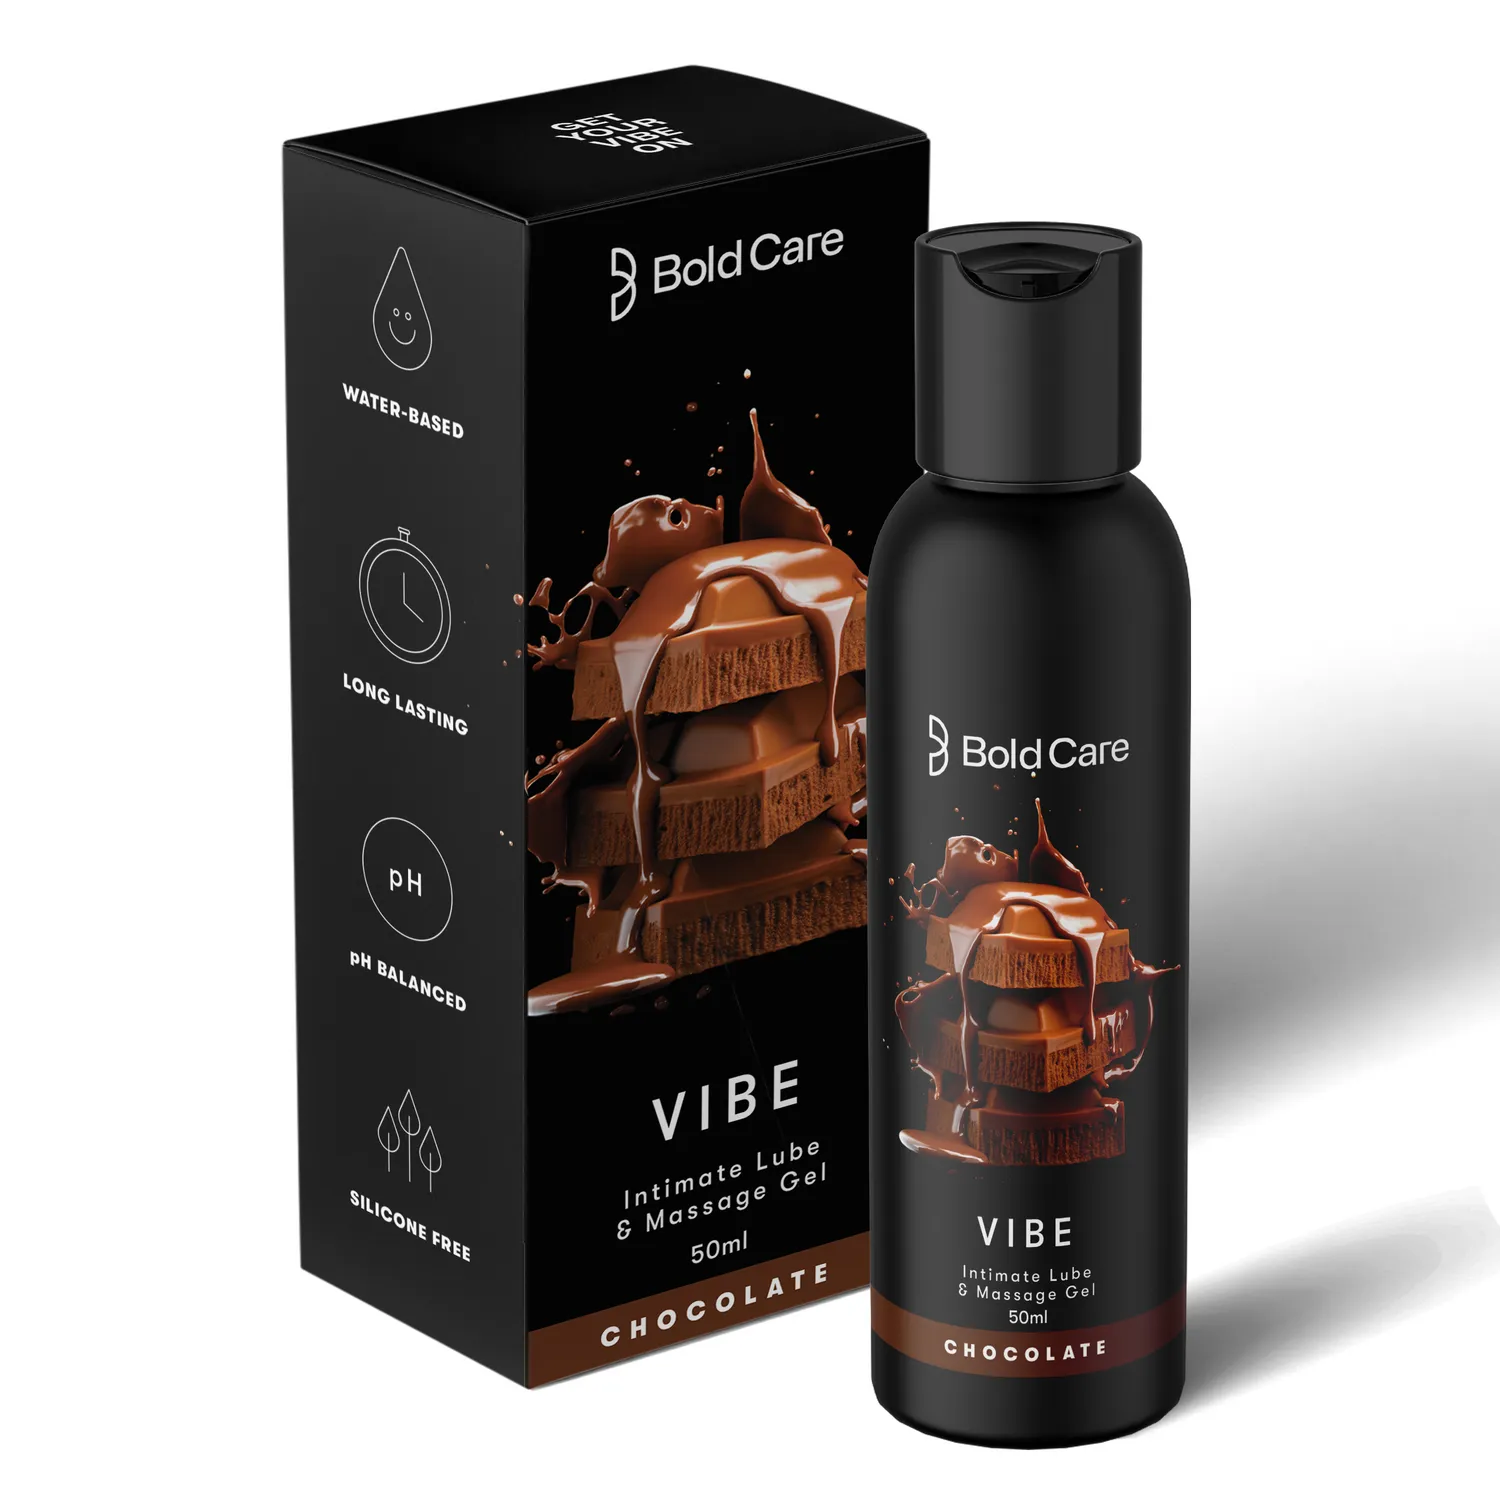 GET
YOUR
VIBE
ON
WATER-BASED
LONG LASTING
pH
pH BALANCED
SILICONE FREE
Bold Care
VIBE
Intimate Lube
& Massage Gel
50ml
CHOCOLATE
Bold Care
VIBE
Intimate Lube
& Massage Gel
50ml
CHOCOLATE